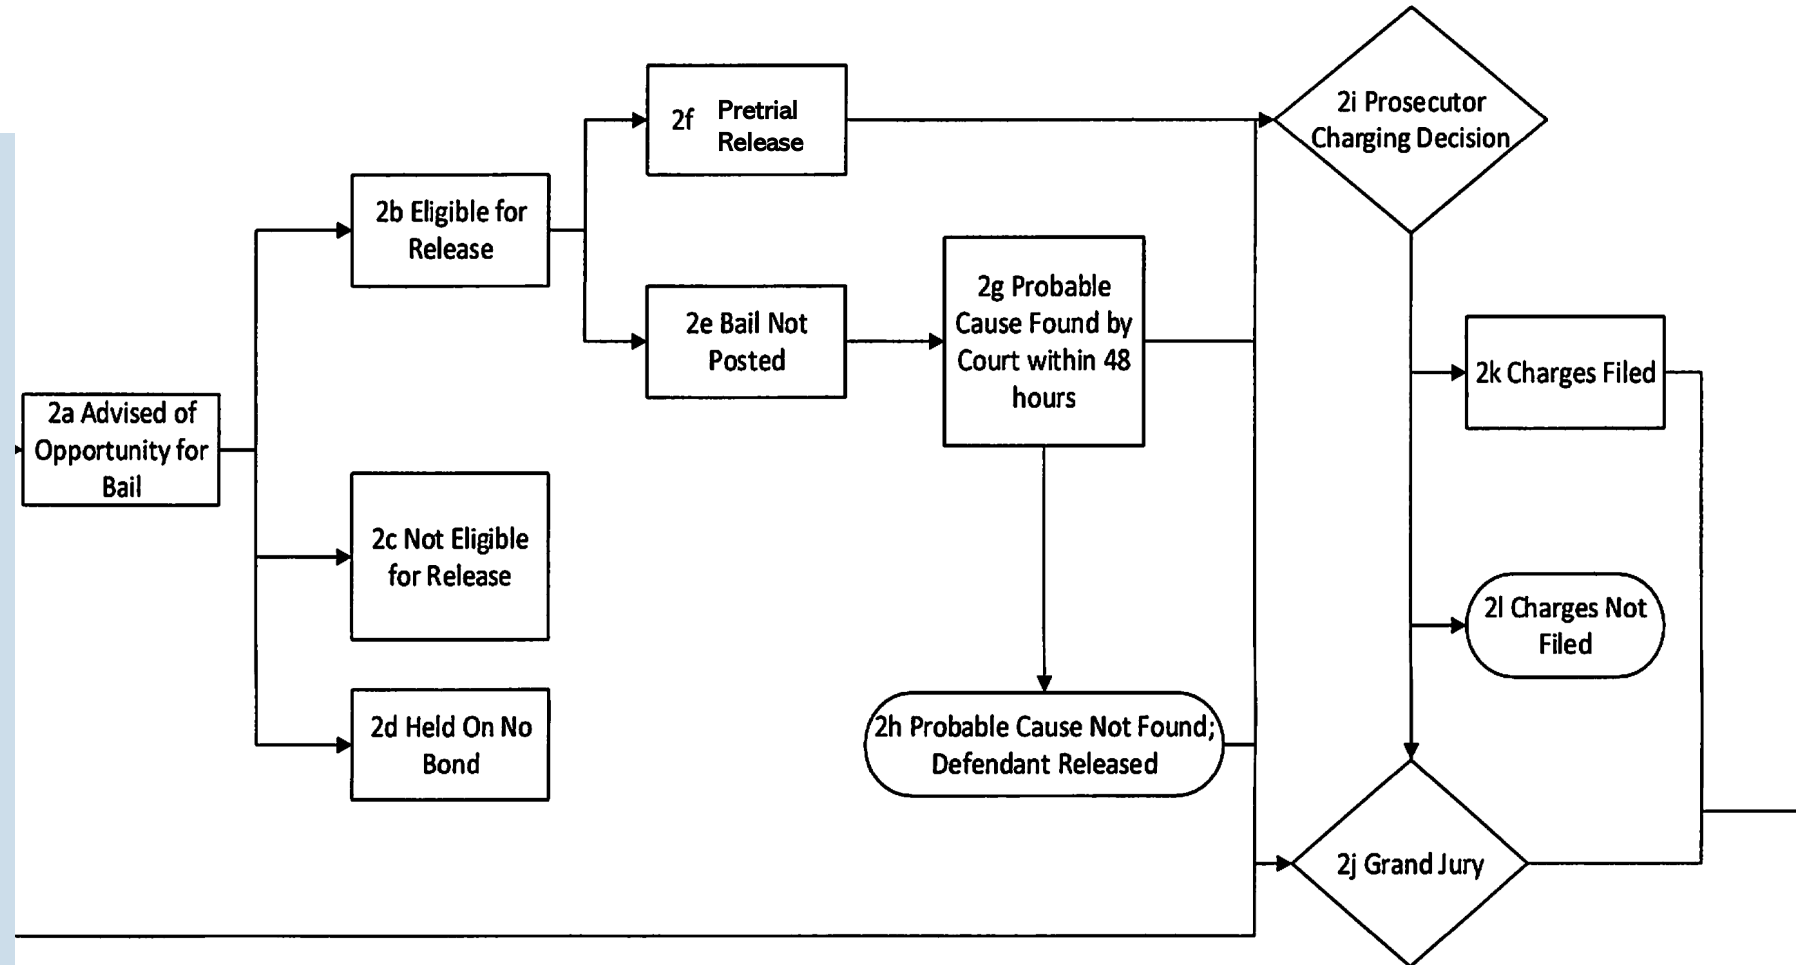 2a Advised of
Opportunity for
Bail
2b Eligible for
Release
2c Not Eligible
for Release
2d Held On No
Bond
2f Pretrial
Release
2e Bail Not
Posted
2g Probable
Cause Found by
Court within 48
hours
2h Probable Cause Not Found;
Defendant Released
2i Prosecutor
Charging Decision
2k Charges Filed
2l Charges Not
Filed
2j Grand Jury